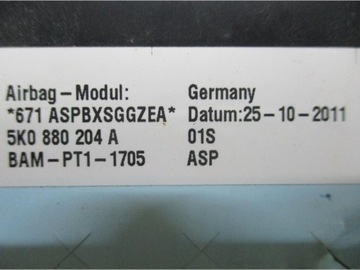 Airbag-Modul: Germany
*671 ASPBXSGGZEA* Datum:25-10-2011
5K0 880 204 A 01S
BAM-PT1-1705 ASP